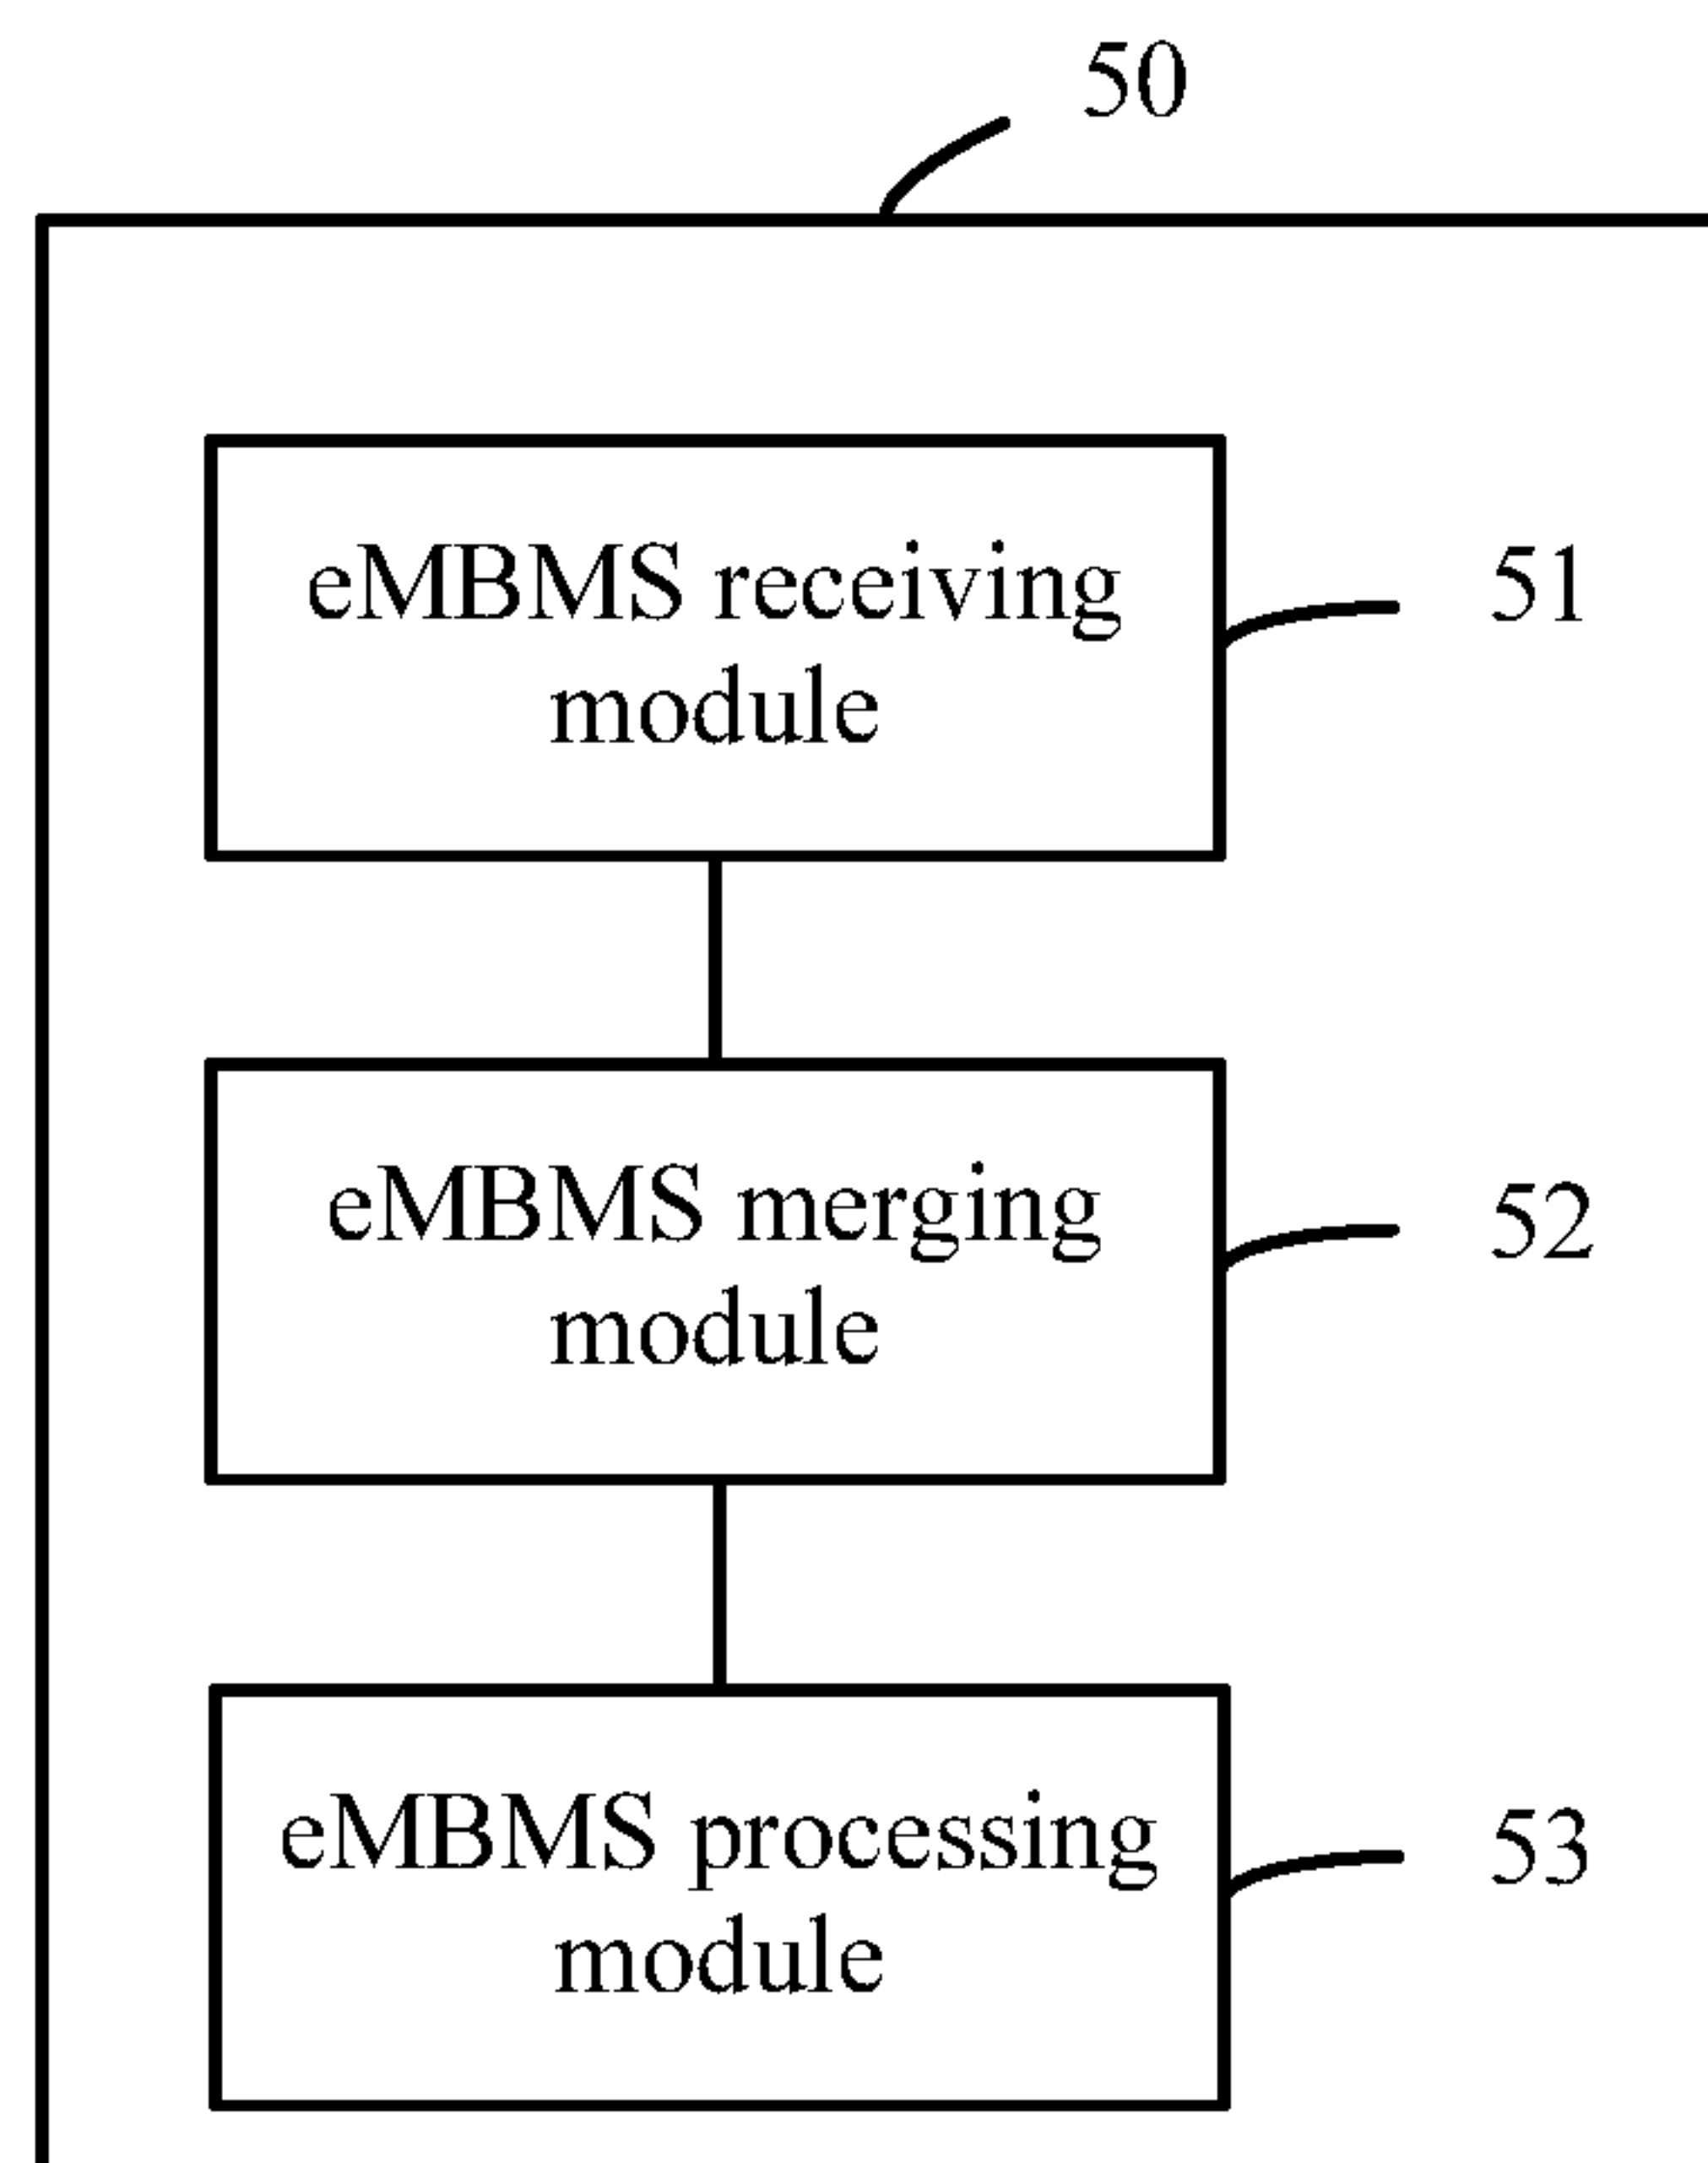 50
eMBMS receiving
module
51
eMBMS merging
module
52
eMBMS processing
module
53